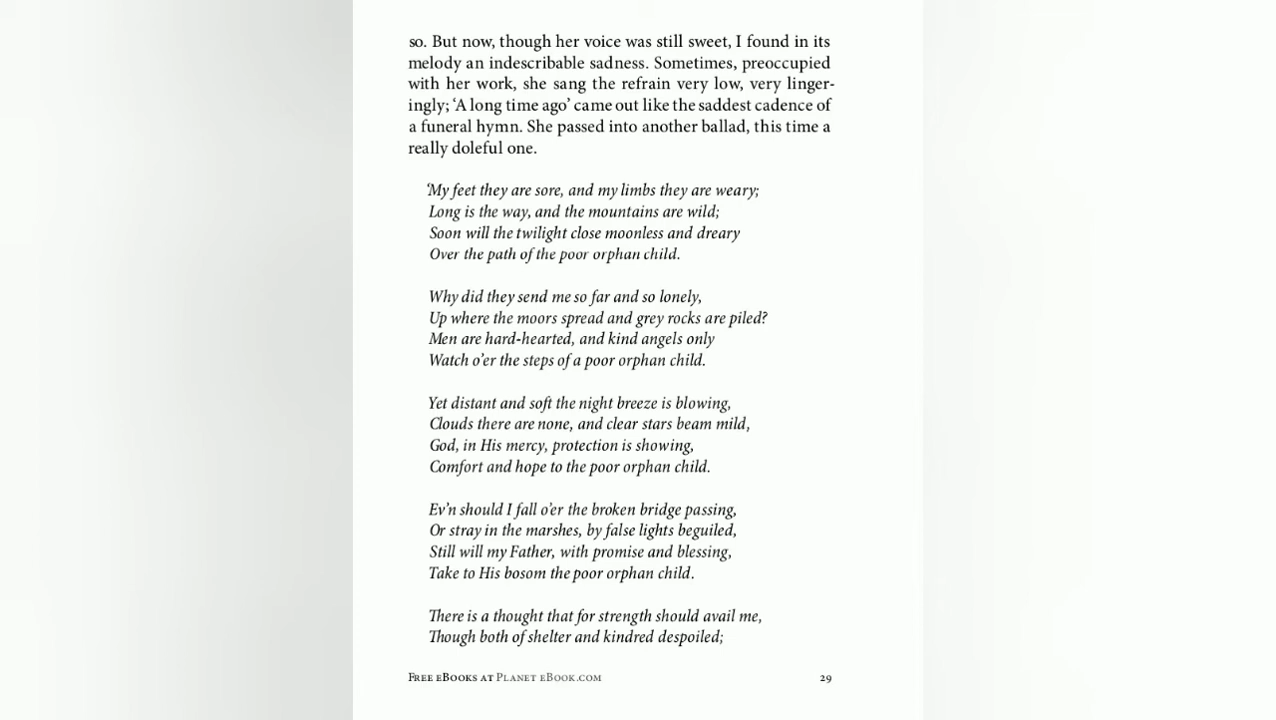 so. But now, though her voice was still sweet, I found in its
melody an indescribable sadness. Sometimes, preoccupied
with her work, she sang the refrain very low, very linger-
ingly; ‘A long time ago’ came out like the saddest cadence of
a funeral hymn. She passed into another ballad, this time a
really doleful one.
‘My feet they are sore, and my limbs they are weary;
Long is the way, and the mountains are wild;
Soon will the twilight close moonless and dreary
Over the path of the poor orphan child.
Why did they send me so far and so lonely,
Up where the moors spread and grey rocks are piled?
Men are hard-hearted, and kind angels only
Watch o’er the steps of a poor orphan child.
Yet distant and soft the night breeze is blowing,
Clouds there are none, and clear stars beam mild,
God, in His mercy, protection is showing,
Comfort and hope to the poor orphan child.
Ev’n should I fall o’er the broken bridge passing,
Or stray in the marshes, by false lights beguiled,
Still will my Father, with promise and blessing,
Take to His bosom the poor orphan child.
There is a thought that for strength should avail me,
Though both of shelter and kindred despoiled;
Free eBooks at Planet eBook.com 29